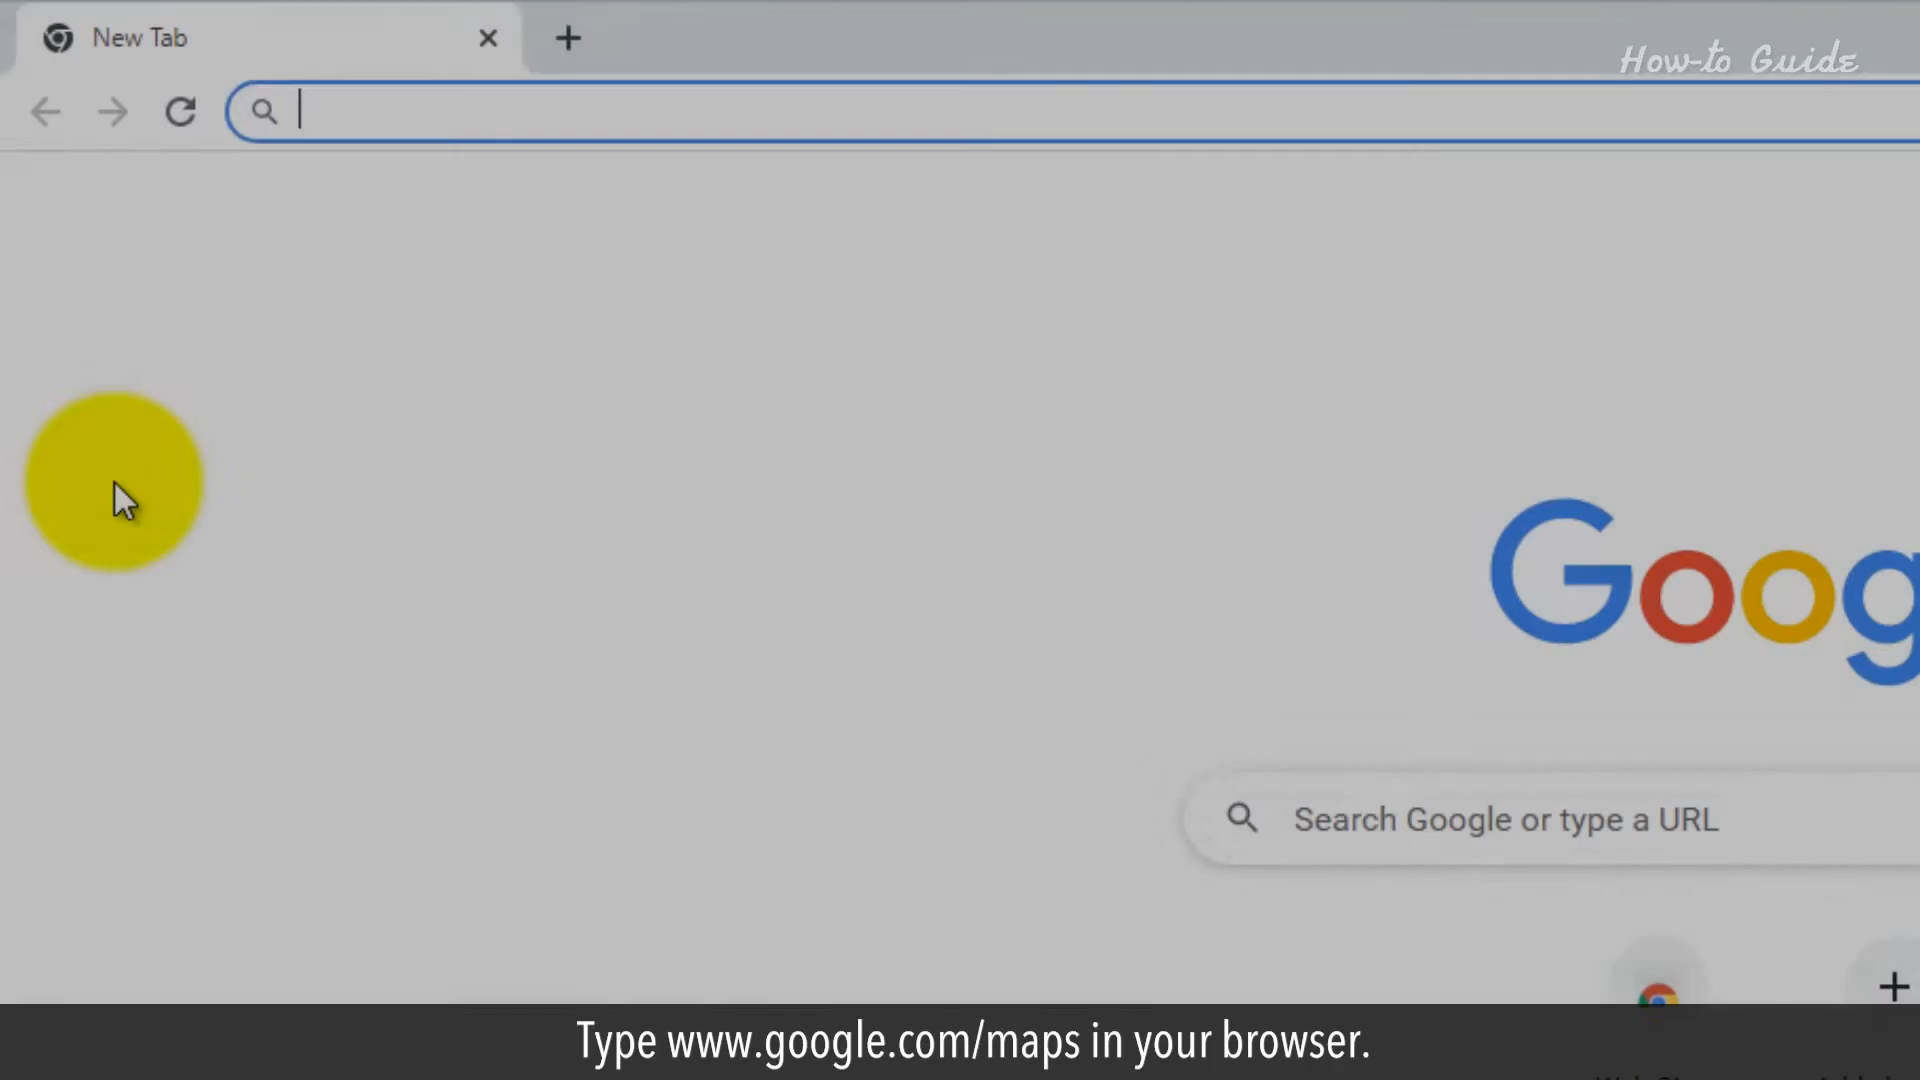 New Tab
How-to Guide
Goog
Search Google or type a URL
Type www.google.com/maps in your browser.